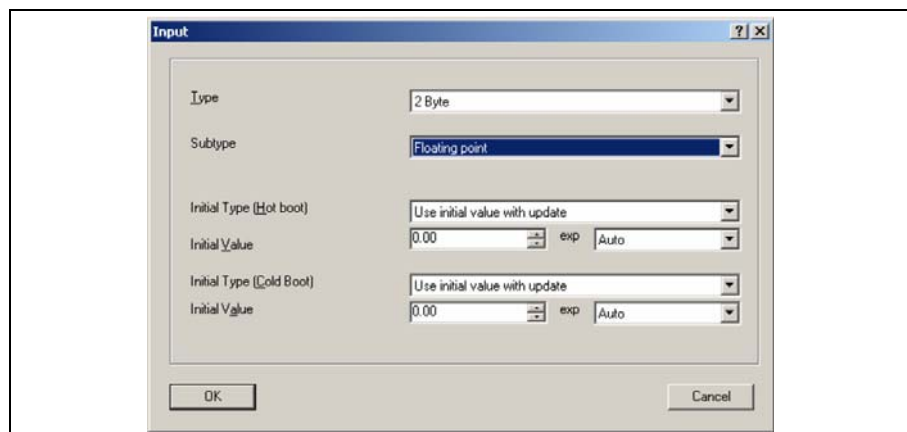 Input
Type 2 Byte
Subtype Floating point
Initial Type (Hot boot) Use initial value with update
Initial Value 0.00 exp Auto
Initial Type (Cold Boot) Use initial value with update
Initial Value 0.00 exp Auto
OK Cancel